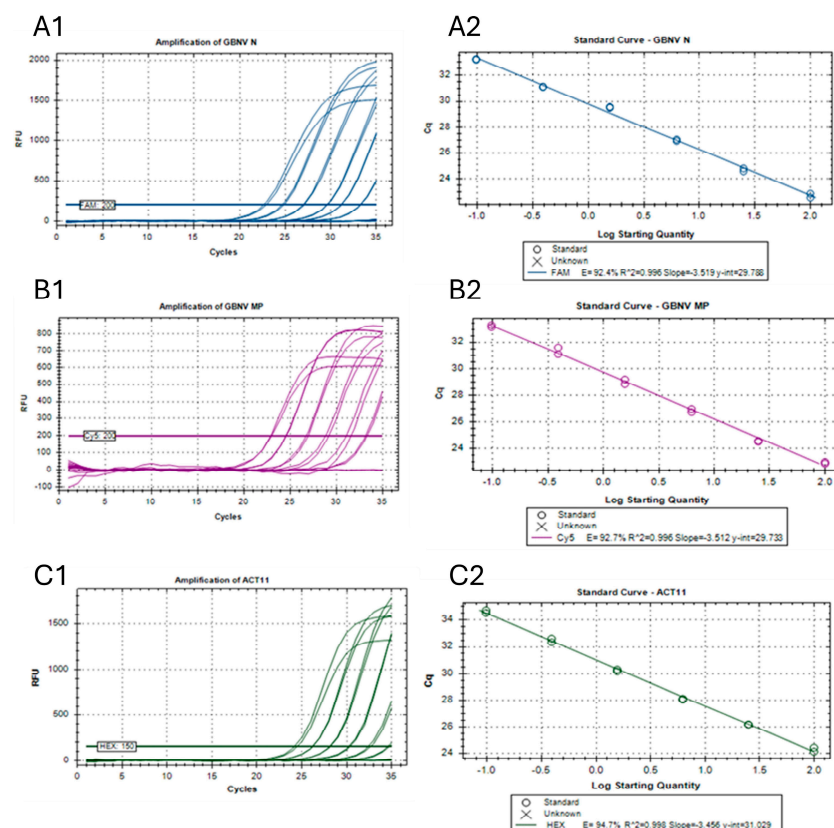 A1
Amplification of GBNV N
2000
1500
1000
500
0
RFU
FAM: 200
0 5 10 15 20 25 30 35
Cycles
A2
Standard Curve - GBNV N
32
30
28
26
24
Cq
-1.0 -0.5 0.0 0.5 1.0 1.5 2.0
Log Starting Quantity
Standard
Unknown
FAM E= 92.4% R^2=0.996 Slope=-3.519 y-int=29.788
B1
Amplification of GBNV MP
800
700
600
500
400
300
200
100
0
-100
RFU
Cy5: 200
0 5 10 15 20 25 30 35
Cycles
B2
Standard Curve - GBNV MP
32
30
28
26
24
Cq
-1.0 -0.5 0.0 0.5 1.0 1.5 2.0
Log Starting Quantity
Standard
Unknown
Cy5 E= 92.7% R^2=0.996 Slope=-3.512 y-int=29.733
C1
Amplification of ACT11
1500
1000
500
0
RFU
HEX: 150
0 5 10 15 20 25 30 35
Cycles
C2
Standard Curve - ACT11
34
32
30
28
26
24
Cq
-1.0 -0.5 0.0 0.5 1.0 1.5 2.0
Log Starting Quantity
Standard
Unknown
HEX E= 94.7% R^2=0.998 Slope=-3.456 y-int=31.029